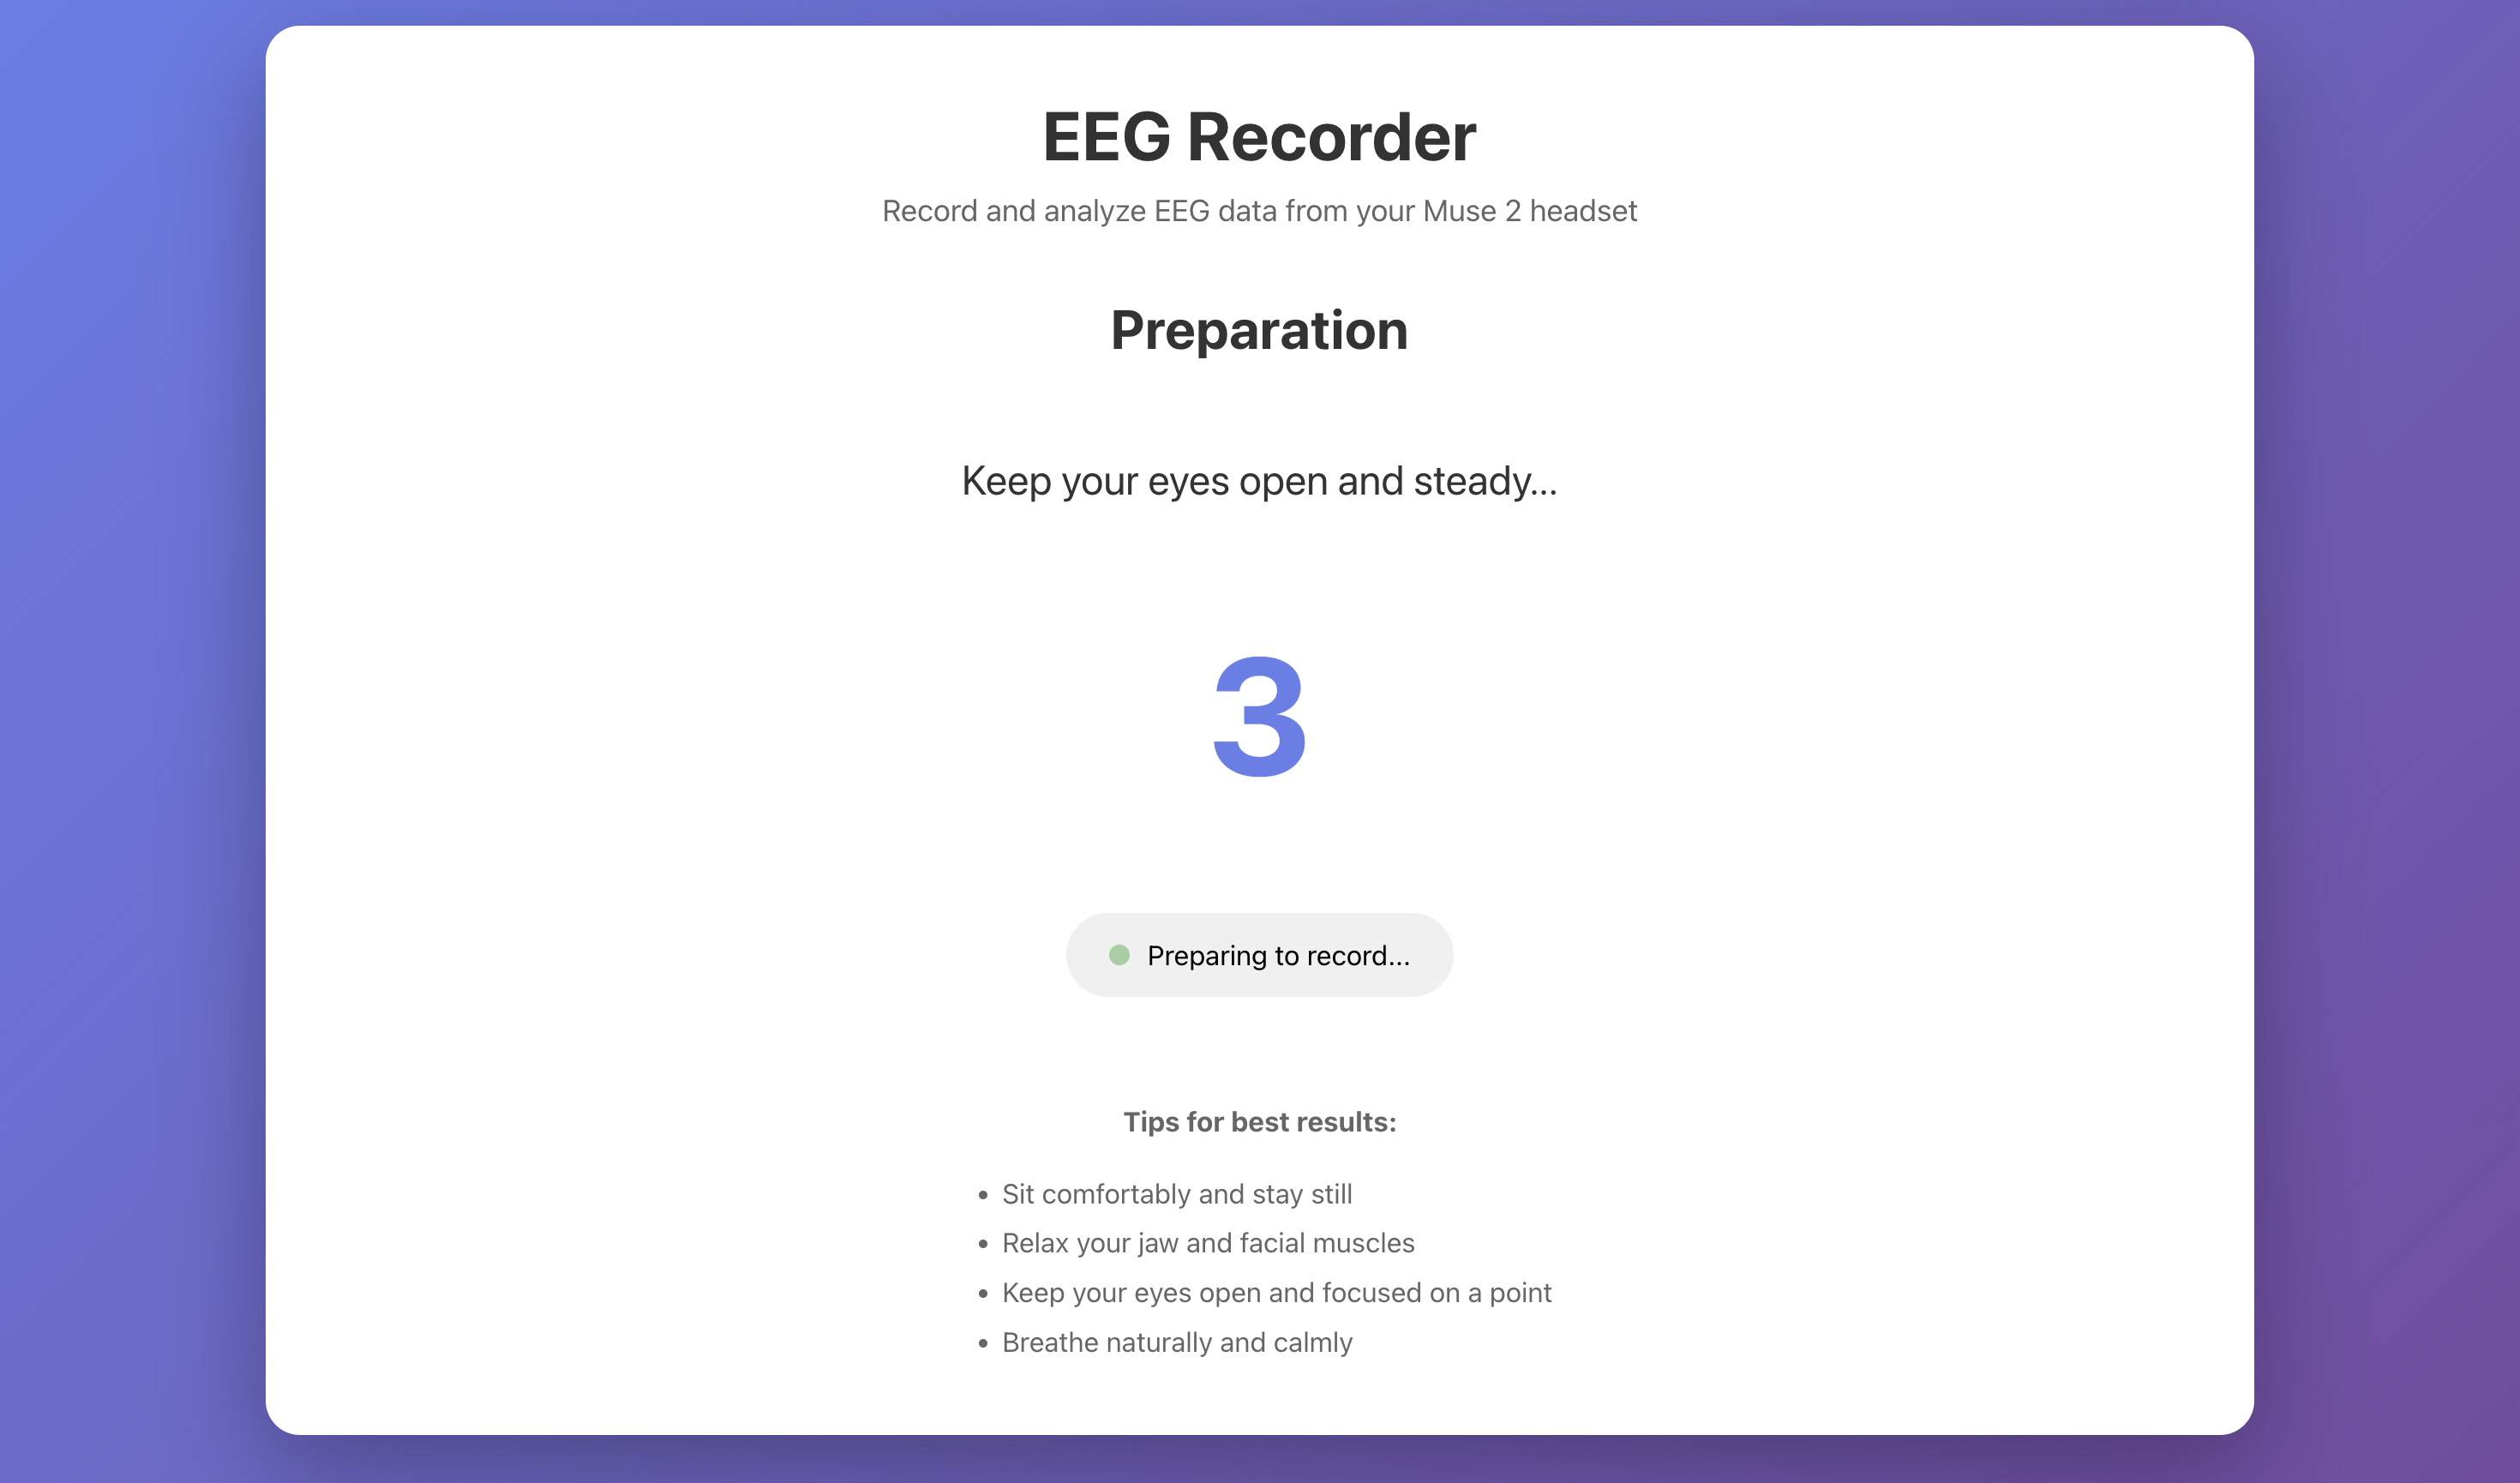 EEG Recorder
Record and analyze EEG data from your Muse 2 headset
Preparation
Keep your eyes open and steady...
3
Preparing to record...
Tips for best results:
• Sit comfortably and stay still
• Relax your jaw and facial muscles
• Keep your eyes open and focused on a point
• Breathe naturally and calmly